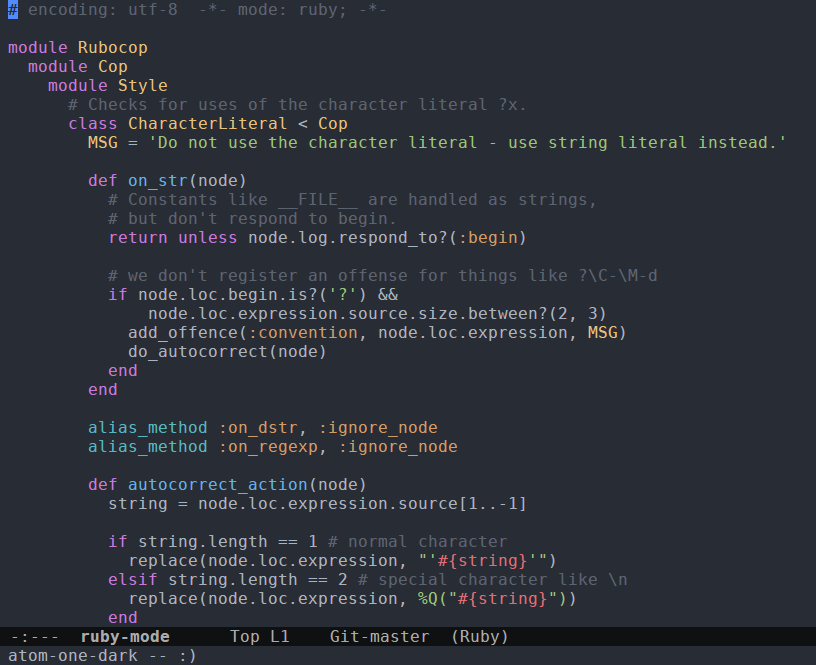 # encoding: utf-8  -*- mode: ruby; -*-

module Rubocop
  module Cop
    module Style
      # Checks for uses of the character literal ?x.
      class CharacterLiteral < Cop
        MSG = 'Do not use the character literal - use string literal instead.'

        def on_str(node)
          # Constants like __FILE__ are handled as strings,
          # but don't respond to begin.
          return unless node.log.respond_to?(:begin)

          # we don't register an offense for things like ?\C-\M-d
          if node.loc.begin.is?('?') &&
              node.loc.expression.source.size.between?(2, 3)
            add_offence(:convention, node.loc.expression, MSG)
            do_autocorrect(node)
          end
        end

        alias_method :on_dstr, :ignore_node
        alias_method :on_regexp, :ignore_node

        def autocorrect_action(node)
          string = node.loc.expression.source[1..-1]

          if string.length == 1 # normal character
            replace(node.loc.expression, "'#{string}'")
          elsif string.length == 2 # special character like \n
            replace(node.loc.expression, %Q("#{string}"))
          end
-:---  ruby-mode      Top L1    Git-master  (Ruby)
atom-one-dark -- :)